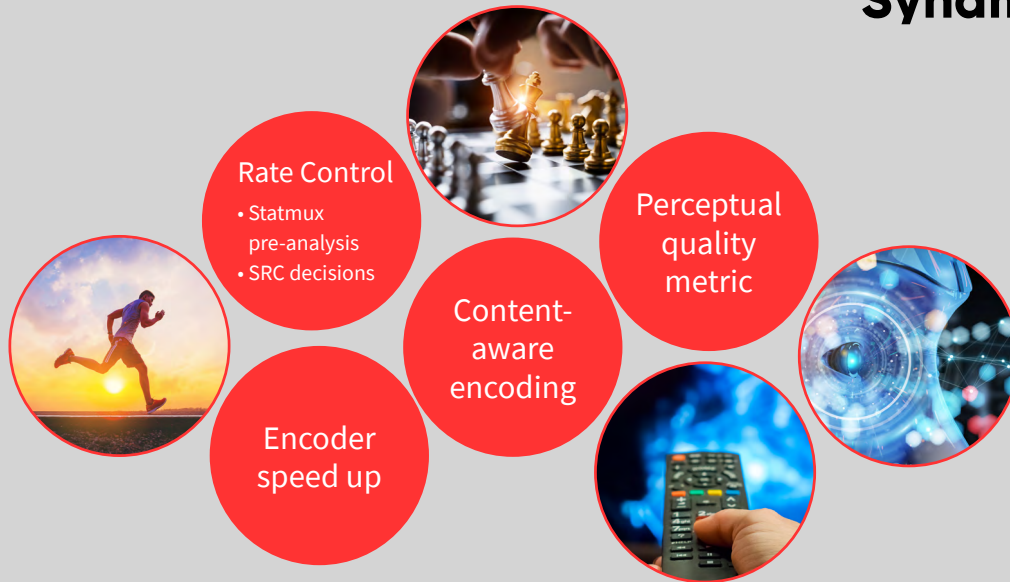 Rate Control
• Statmux
pre-analysis
• SRC decisions
Perceptual
quality
metric
Content-
aware
encoding
Encoder
speed up